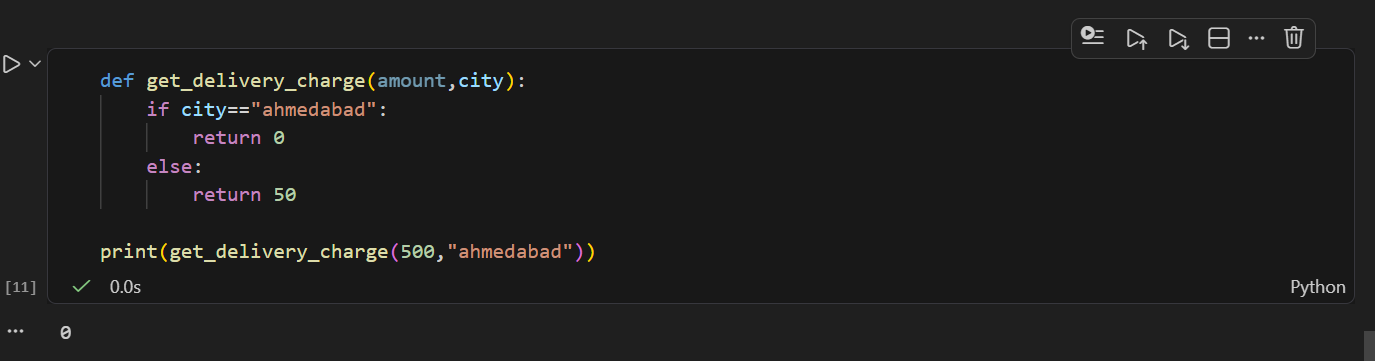 def get_delivery_charge(amount,city):
    if city=="ahmedabad":
        return 0
    else:
        return 50

print(get_delivery_charge(500,"ahmedabad"))
[11] 0.0s Python
0